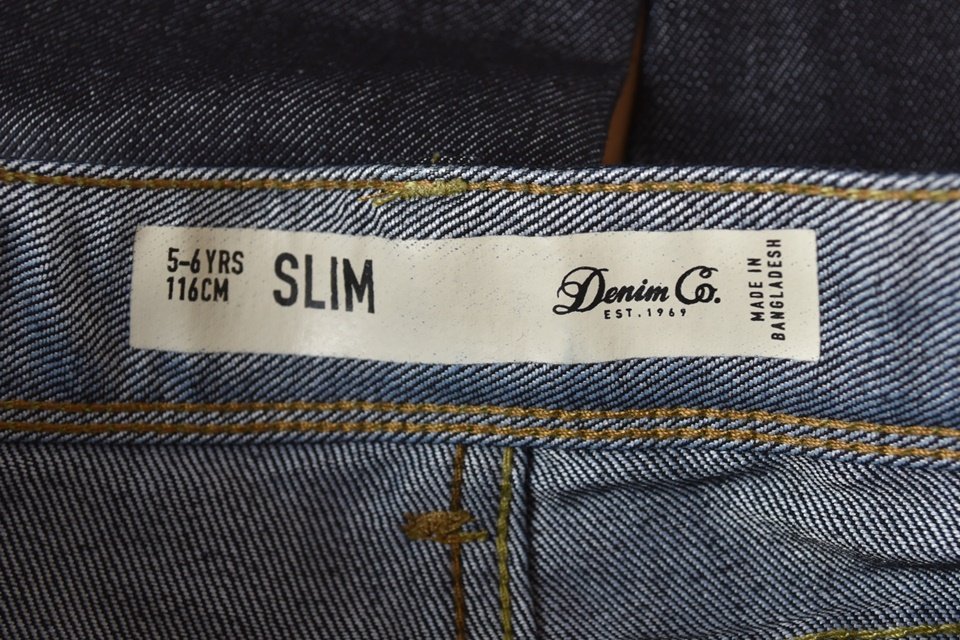 5-6 YRS
116CM
SLIM
Denim Co.
EST. 1969
MADE IN
BANGLADESH